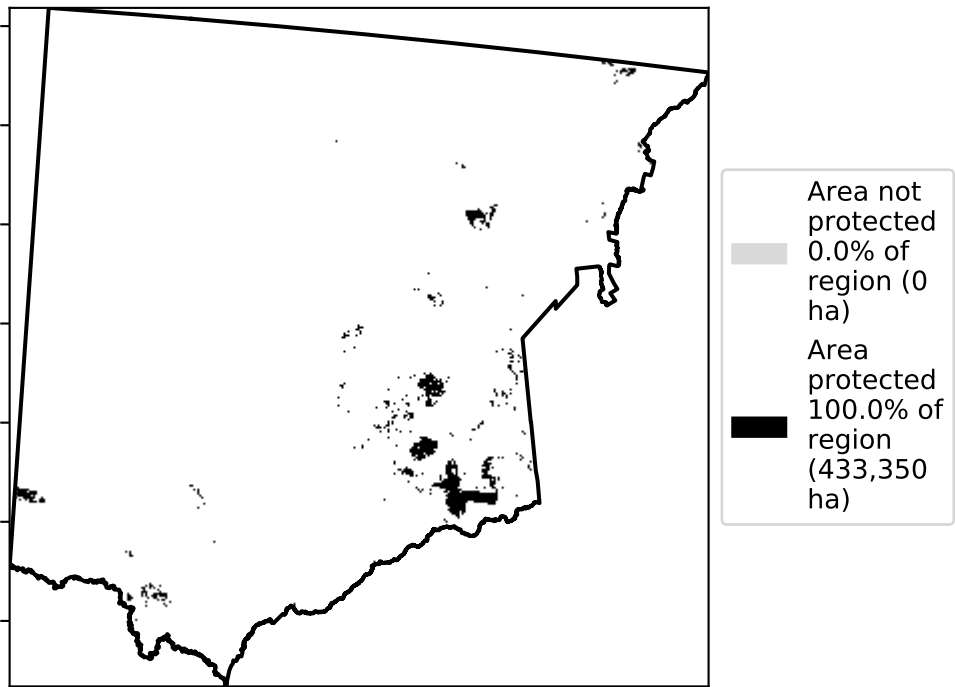 Area not
protected
0.0% of
region (0
ha)
Area
protected
100.0% of
region
(433,350
ha)